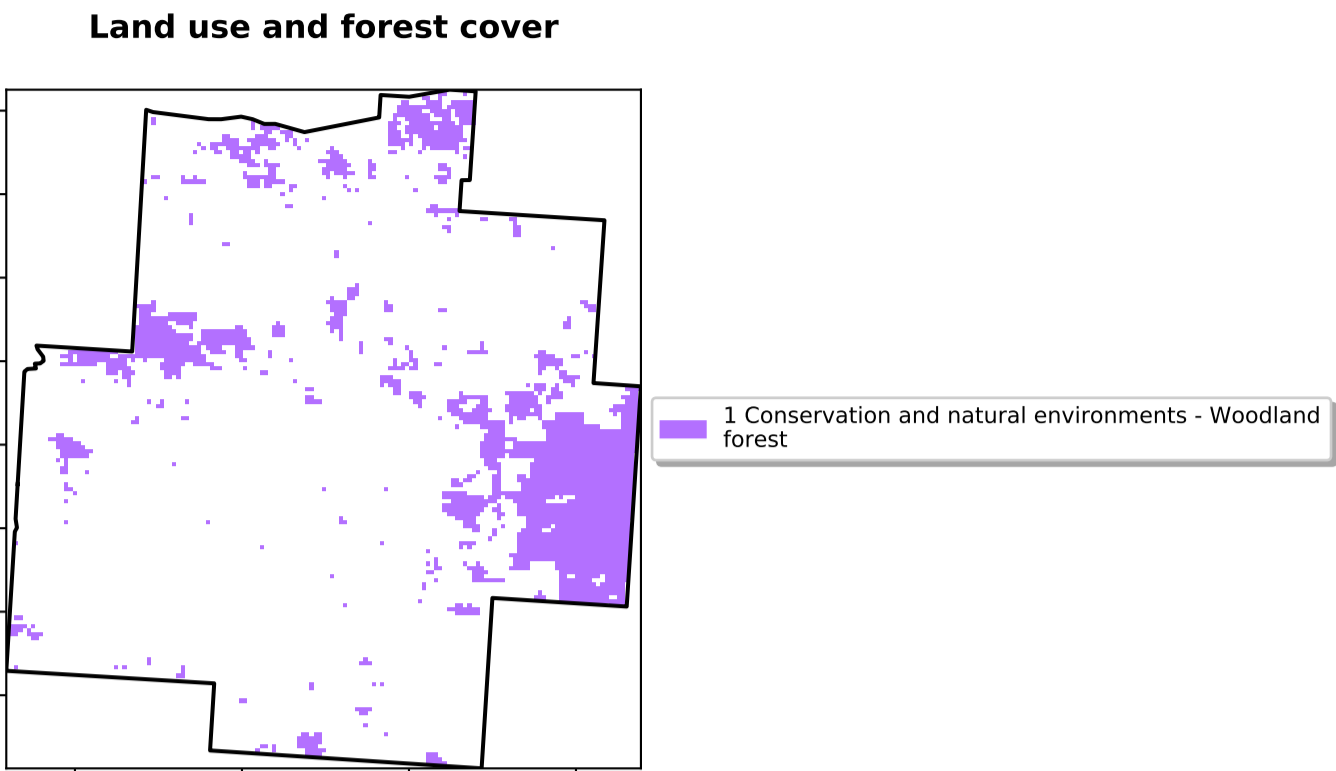 Land use and forest cover
1 Conservation and natural environments - Woodland
forest